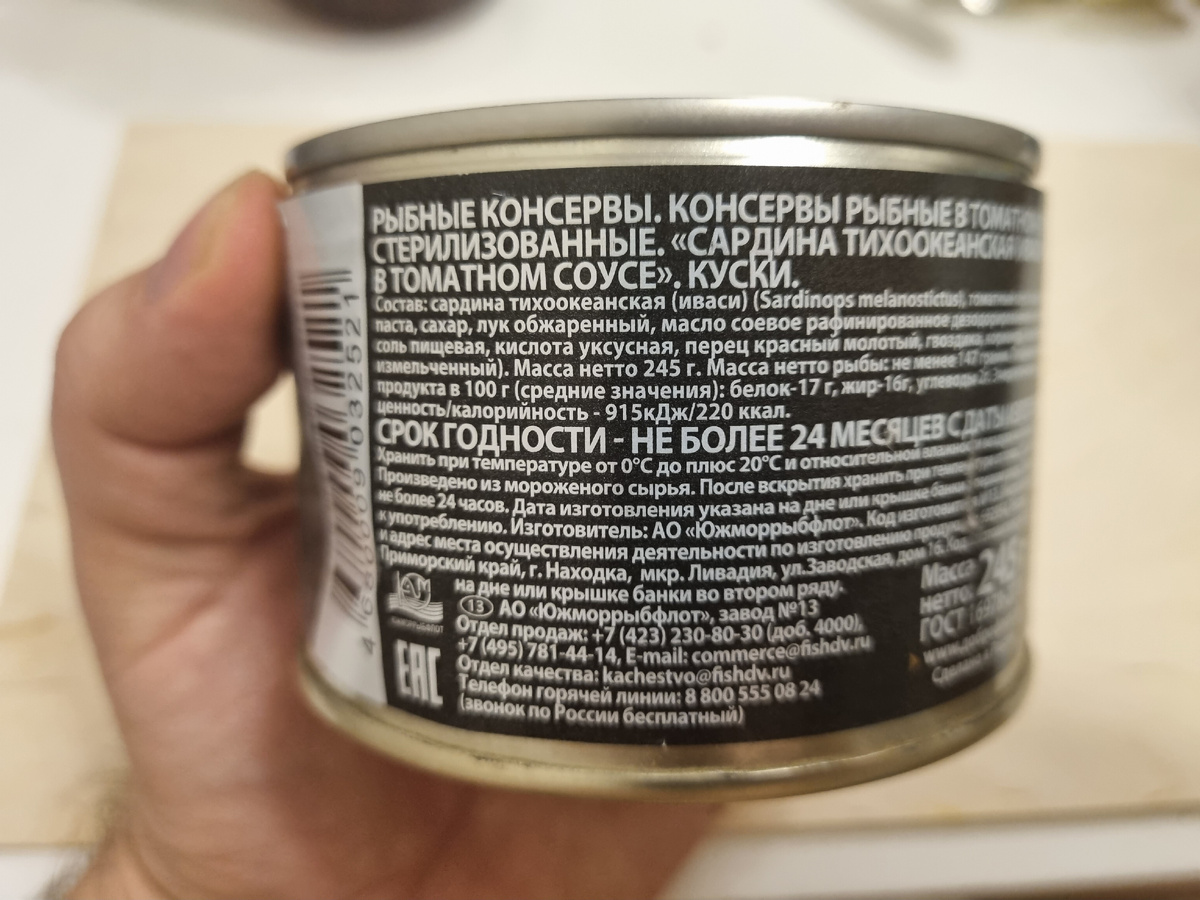 РЫБНЫЕ КОНСЕРВЫ. КОНСЕРВЫ РЫБНЫЕ В ТОМАТНОМ
СТЕРИЛИЗОВАННЫЕ. «САРДИНА ТИХООКЕАНСКАЯ
В ТОМАТНОМ СОУСЕ». КУСКИ.
Состав: сардина тихоокеанская (иваси) (Sardinops melanostictus), томатная
паста, сахар, лук обжаренный, масло соевое рафинированное
соль пищевая, кислота уксусная, перец красный молотый, гвоздика,
измельченный). Масса нетто 245 г. Масса нетто рыбы: не менее 147
продукта в 100 г (средние значения): белок-17 г, жир-16г, углеводы
ценность/калорийность - 915кДж/220 ккал.
СРОК ГОДНОСТИ - НЕ БОЛЕЕ 24 МЕСЯЦЕВ С ДАТЫ
Хранить при температуре от 0°С до плюс 20°С и относительной
Произведено из мороженого сырья. После вскрытия хранить при
не более 24 часов. Дата изготовления указана на дне или крышке банки
к употреблению. Изготовитель: АО «Южморрыбфлот». Код
и адрес места осуществления деятельности по изготовлению
Приморский край, г. Находка, мкр. Ливадия, ул.Заводская, дом 16.
на дне или крышке банки во втором ряду.
13 АО «Южморрыбфлот», завод №13
Отдел продаж: +7 (423) 230-80-30 (доб. 4000),
+7 (495) 781-44-14, E-mail: commerce@fishdv.ru
Отдел качества: kachestvo@fishdv.ru
Телефон горячей линии: 8 800 555 08 24
(звонок по России бесплатный)
EAC
Масса
нетто: 245
ГОСТ
www.
Сделано